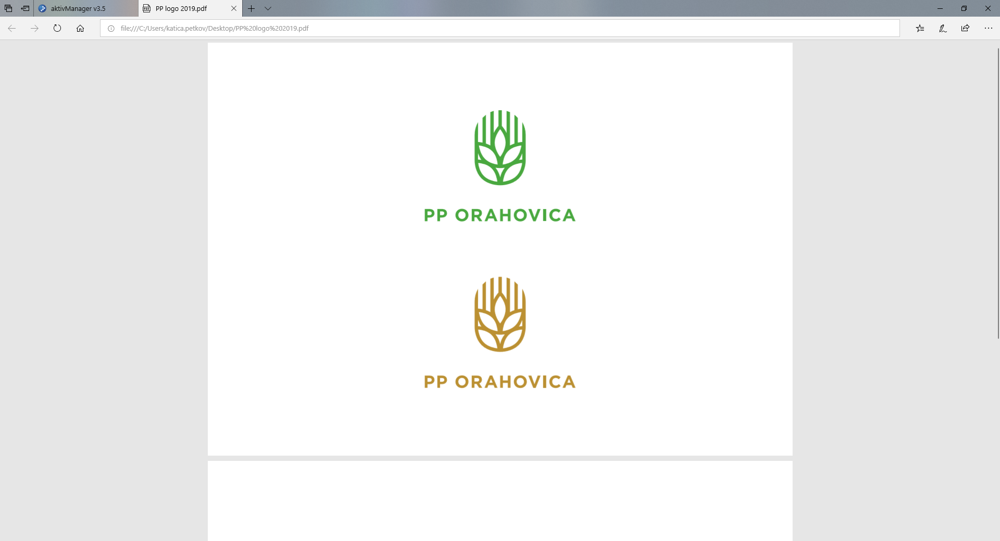 aktivManager v3.5
PP logo 2019.pdf
file:///C:/Users/katica.petkov/Desktop/PP%20logo%202019.pdf
PP ORAHOVICA
PP ORAHOVICA